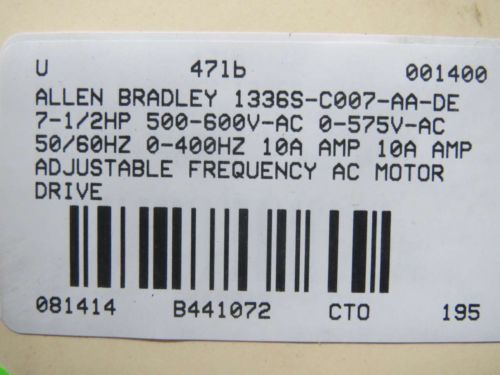 U 47lb 001400
ALLEN BRADLEY 1336S-C007-AA-DE
7-1/2HP 500-600V-AC 0-575V-AC
50/60HZ 0-400HZ 10A AMP 10A AMP
ADJUSTABLE FREQUENCY AC MOTOR
DRIVE
081414 B441072 CTO 195